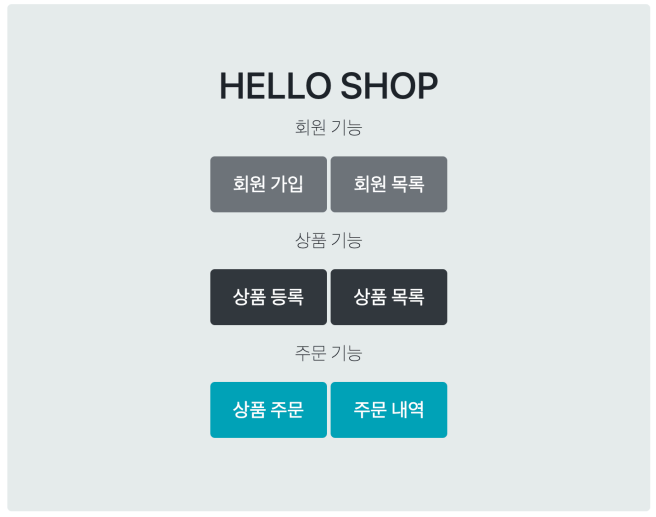 HELLO SHOP
회원 기능
회원 가입 회원 목록
상품 기능
상품 등록 상품 목록
주문 기능
상품 주문 주문 내역